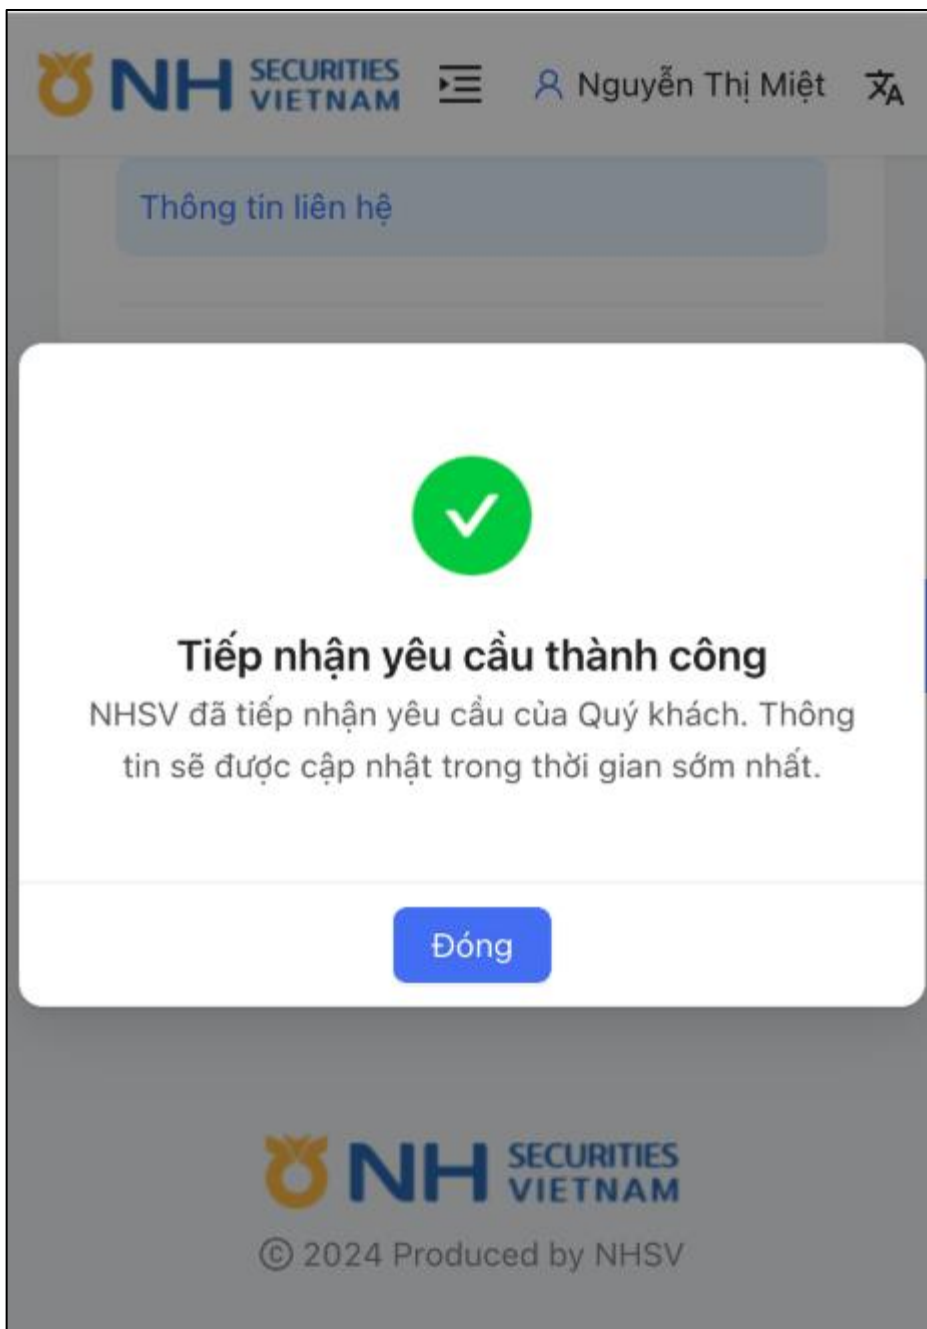 NH SECURITIES VIETNAM
Nguyễn Thị Miệt
文A
Thông tin liên hệ
Tiếp nhận yêu cầu thành công
NHSV đã tiếp nhận yêu cầu của Quý khách. Thông
tin sẽ được cập nhật trong thời gian sớm nhất.
Đóng
NH SECURITIES VIETNAM
© 2024 Produced by NHSV